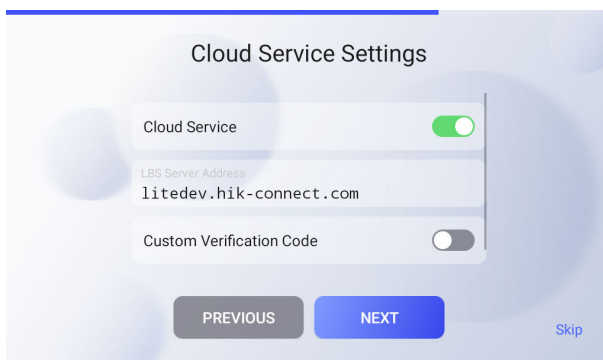 Cloud Service Settings
Cloud Service
LBS Server Address
litedev.hik-connect.com
Custom Verification Code
PREVIOUS
NEXT
Skip